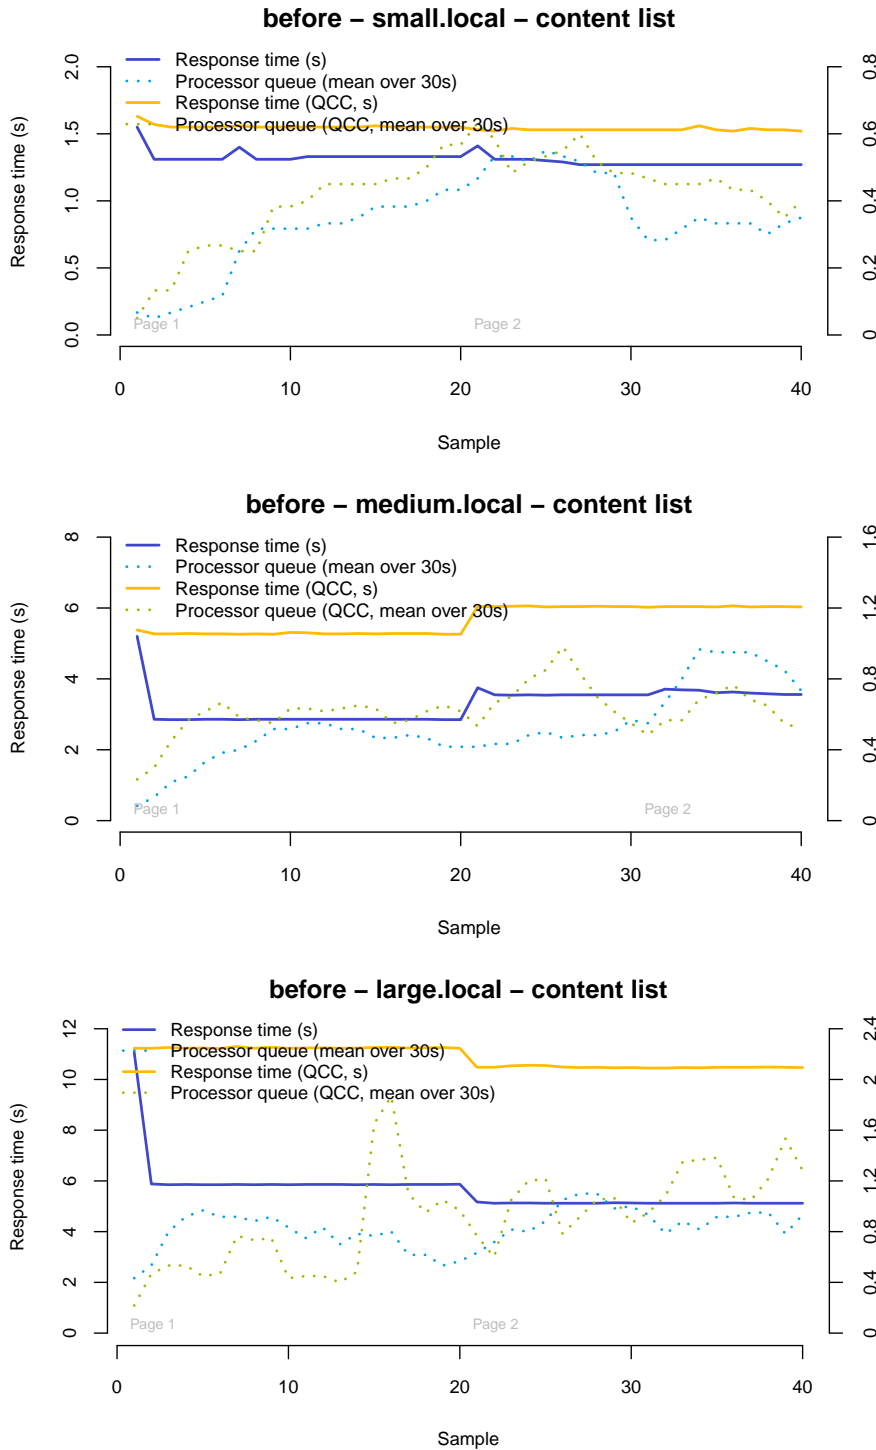 before – small.local – content list
Response time (s)
Processor queue (mean over 30s)
Response time (QCC, s)
Processor queue (QCC, mean over 30s)
2.0
1.5
1.0
0.5
0.0
Response time (s)
0.8
0.6
0.4
0.2
0
Page 1
Page 2
0 10 20 30 40
Sample
before – medium.local – content list
Response time (s)
Processor queue (mean over 30s)
Response time (QCC, s)
Processor queue (QCC, mean over 30s)
8
6
4
2
0
Response time (s)
1.6
1.2
0.8
0.4
0
Page 1
Page 2
0 10 20 30 40
Sample
before – large.local – content list
Response time (s)
Processor queue (mean over 30s)
Response time (QCC, s)
Processor queue (QCC, mean over 30s)
12
10
8
6
4
2
0
Response time (s)
2.4
2
1.6
1.2
0.8
0.4
0
Page 1
Page 2
0 10 20 30 40
Sample